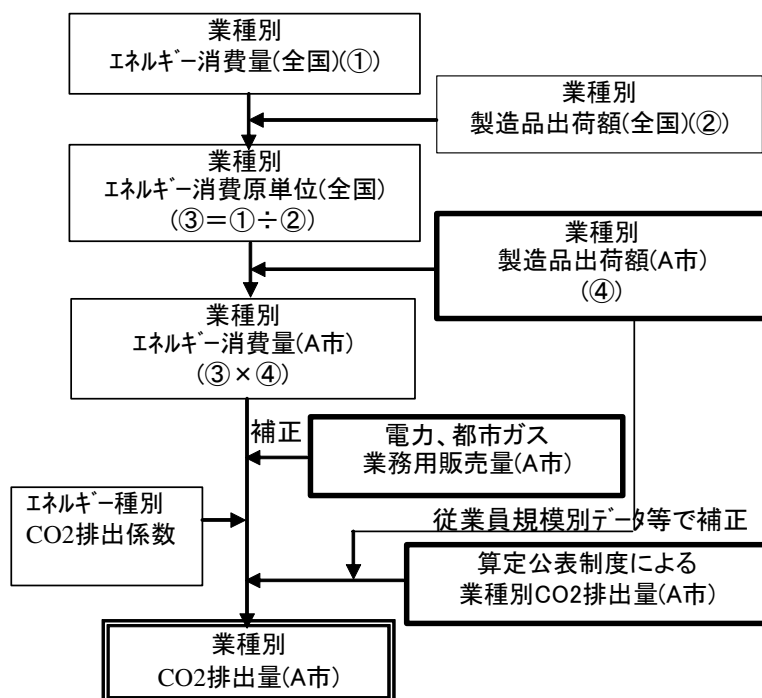 業種別
エネルギー消費量(全国)(①)
業種別
製造品出荷額(全国)(②)
業種別
エネルギー消費原単位(全国)
(③＝①÷②)
業種別
製造品出荷額(A市)
(④)
業種別
エネルギー消費量(A市)
(③×④)
補正
電力、都市ガス
業務用販売量(A市)
エネルギー種別
CO2排出係数
従業員規模別データ等で補正
算定公表制度による
業種別CO2排出量(A市)
業種別
CO2排出量(A市)